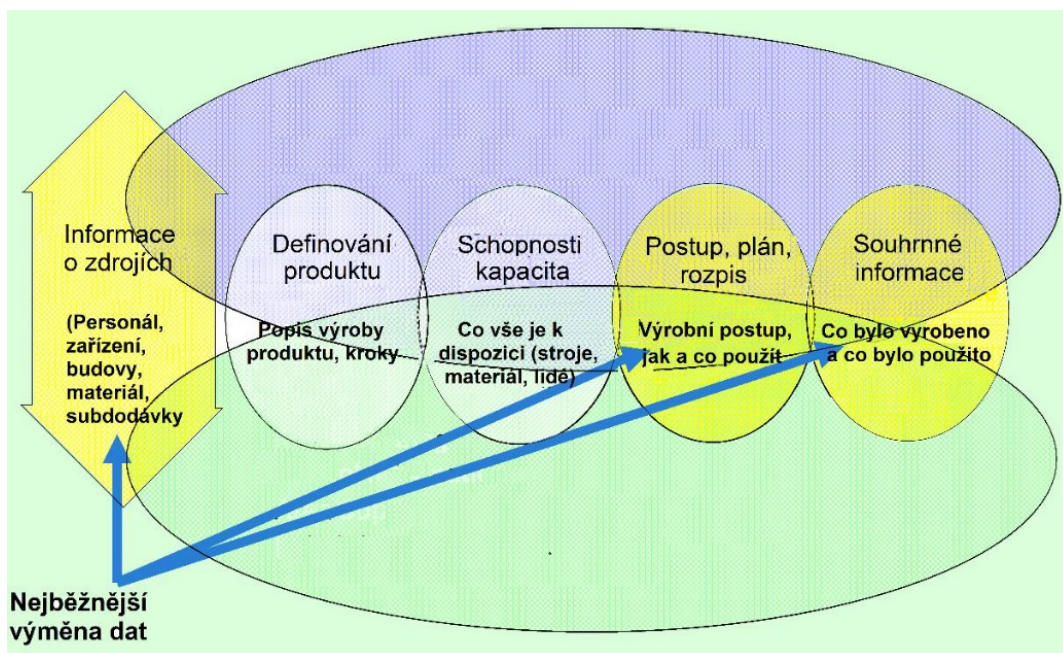 Informace
o zdrojích
(Personál,
zařízení,
budovy,
materiál,
subdodávky
Definování
produktu
Popis výroby
produktu, kroky
Schopnosti
kapacita
Co vše je k
dispozici (stroje,
materiál, lidé)
Postup, plán,
rozpis
Výrobní postup,
jak a co použít
Souhrnné
informace
Co bylo vyrobeno
a co bylo použito
Nejběžnější
výměna dat